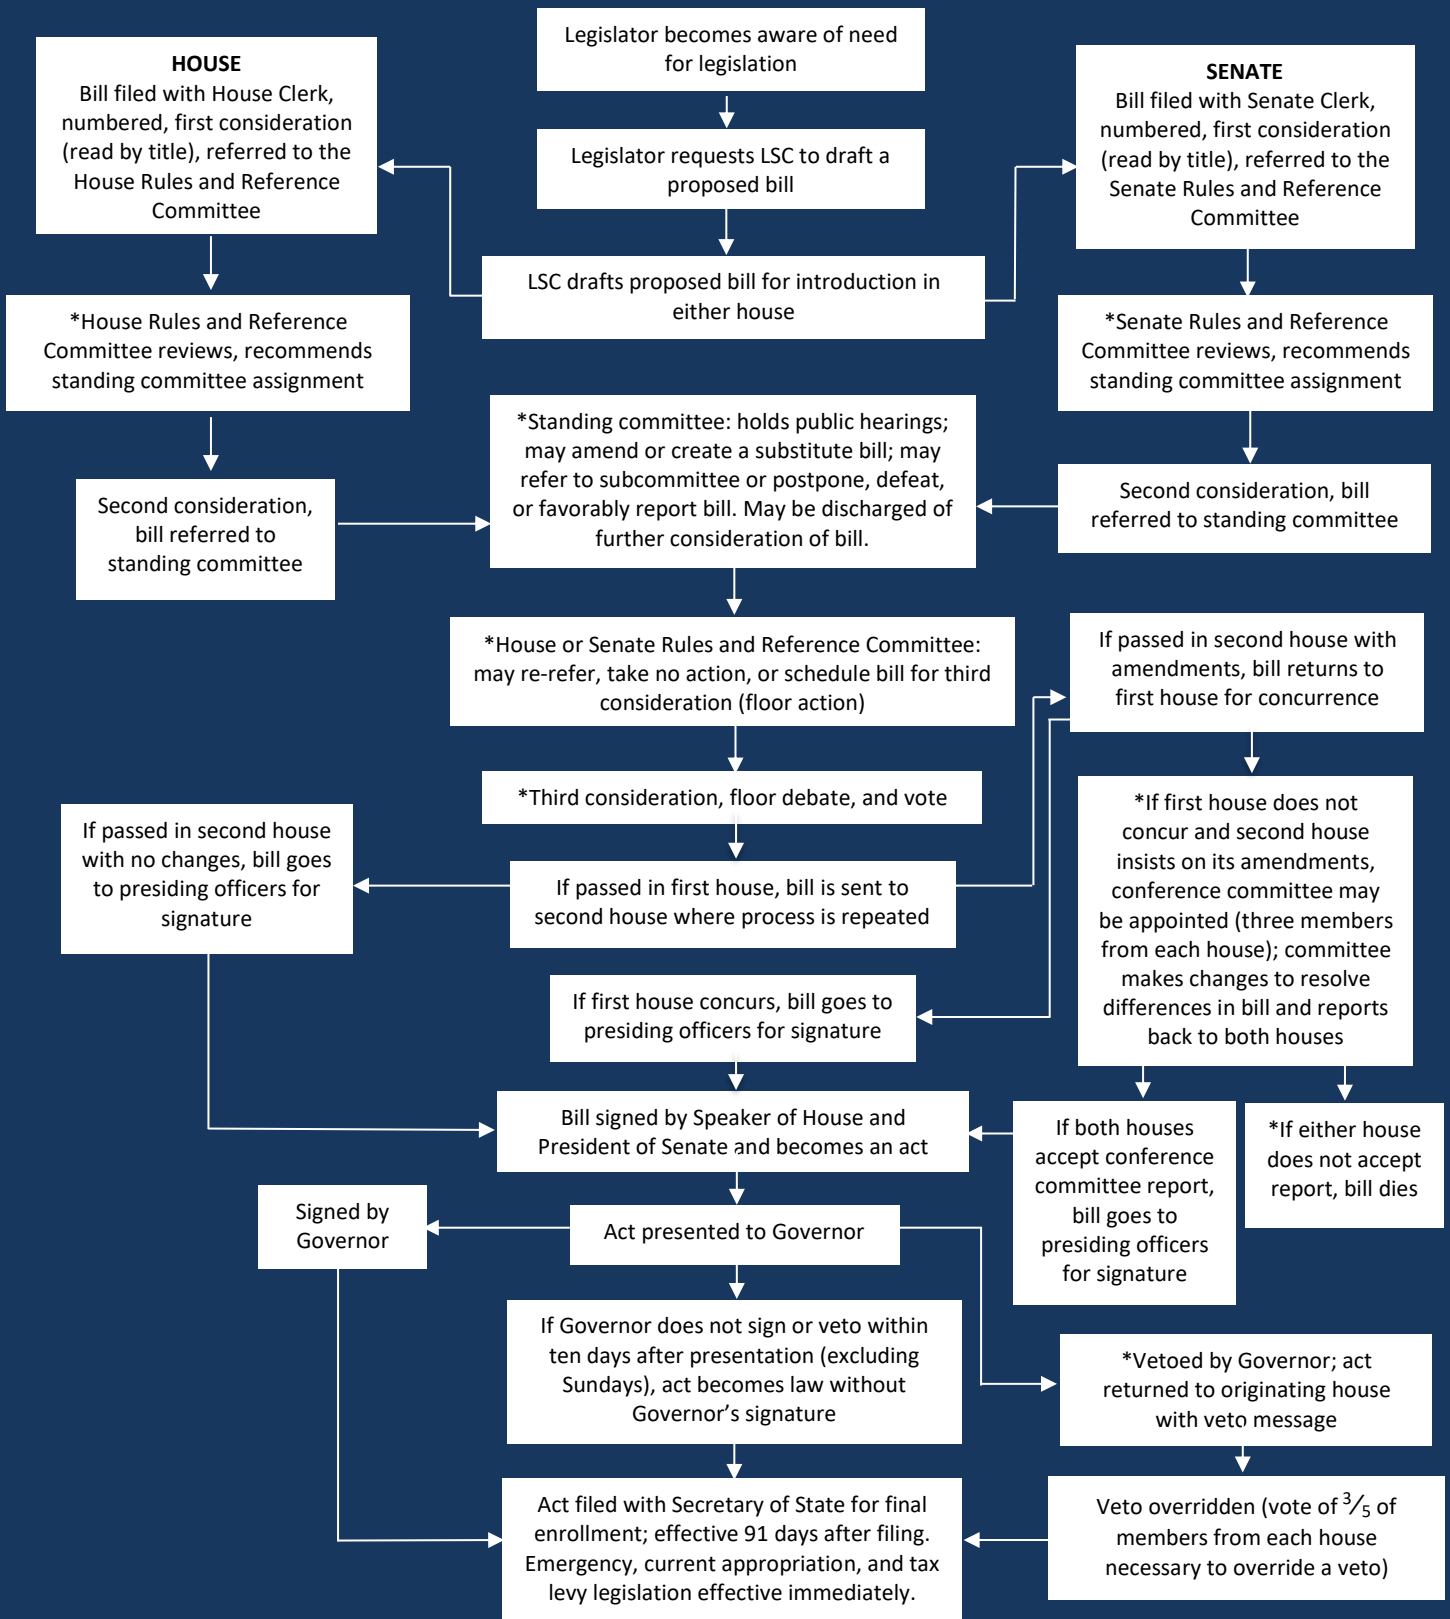 Legislator becomes aware of need
for legislation
HOUSE
Bill filed with House Clerk,
numbered, first consideration
(read by title), referred to the
House Rules and Reference
Committee
SENATE
Bill filed with Senate Clerk,
numbered, first consideration
(read by title), referred to the
Senate Rules and Reference
Committee
Legislator requests LSC to draft a
proposed bill
LSC drafts proposed bill for introduction in
either house
*House Rules and Reference
Committee reviews, recommends
standing committee assignment
*Senate Rules and Reference
Committee reviews, recommends
standing committee assignment
*Standing committee: holds public hearings;
may amend or create a substitute bill; may
refer to subcommittee or postpone, defeat,
or favorably report bill. May be discharged of
further consideration of bill.
Second consideration,
bill referred to
standing committee
Second consideration, bill
referred to standing committee
*House or Senate Rules and Reference Committee:
may re-refer, take no action, or schedule bill for third
consideration (floor action)
If passed in second house with
amendments, bill returns to
first house for concurrence
*Third consideration, floor debate, and vote
If passed in second house
with no changes, bill goes
to presiding officers for
signature
If passed in first house, bill is sent to
second house where process is repeated
*If first house does not
concur and second house
insists on its amendments,
conference committee may
be appointed (three members
from each house); committee
makes changes to resolve
differences in bill and reports
back to both houses
If first house concurs, bill goes to
presiding officers for signature
Bill signed by Speaker of House and
President of Senate and becomes an act
If both houses
accept conference
committee report,
bill goes to
presiding officers
for signature
*If either house
does not accept
report, bill dies
Signed by
Governor
Act presented to Governor
If Governor does not sign or veto within
ten days after presentation (excluding
Sundays), act becomes law without
Governor’s signature
*Vetoed by Governor; act
returned to originating house
with veto message
Act filed with Secretary of State for final
enrollment; effective 91 days after filing.
Emergency, current appropriation, and tax
levy legislation effective immediately.
Veto overridden (vote of 3⁄5 of
members from each house
necessary to override a veto)